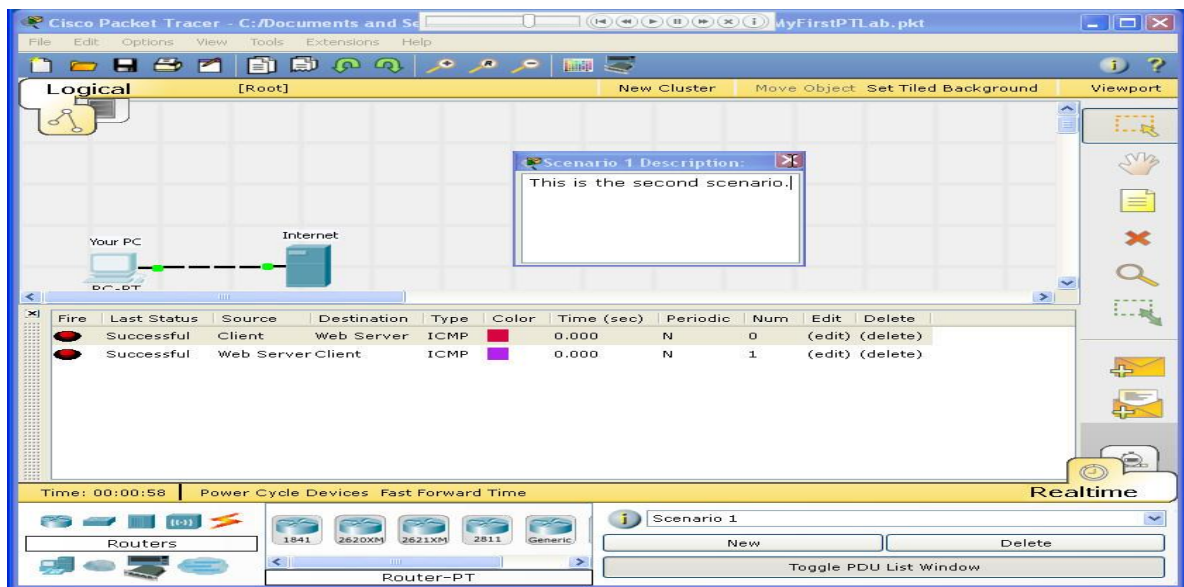 Cisco Packet Tracer - C:/Documents and Se MyFirstPTLab.pkt
File Edit Options View Tools Extensions Help
Logical [Root] New Cluster Move Object Set Tiled Background Viewport
Scenario 1 Description:
This is the second scenario.
Your PC
Internet
PC-PT
Fire Last Status Source Destination Type Color Time (sec) Periodic Num Edit Delete
Successful Client Web Server ICMP 0.000 N 0 (edit) (delete)
Successful Web Server Client ICMP 0.000 N 1 (edit) (delete)
Time: 00:00:58 Power Cycle Devices Fast Forward Time Realtime
Routers
1841 2620XM 2621XM 2811 Generic
Router-PT
Scenario 1
New Delete
Toggle PDU List Window